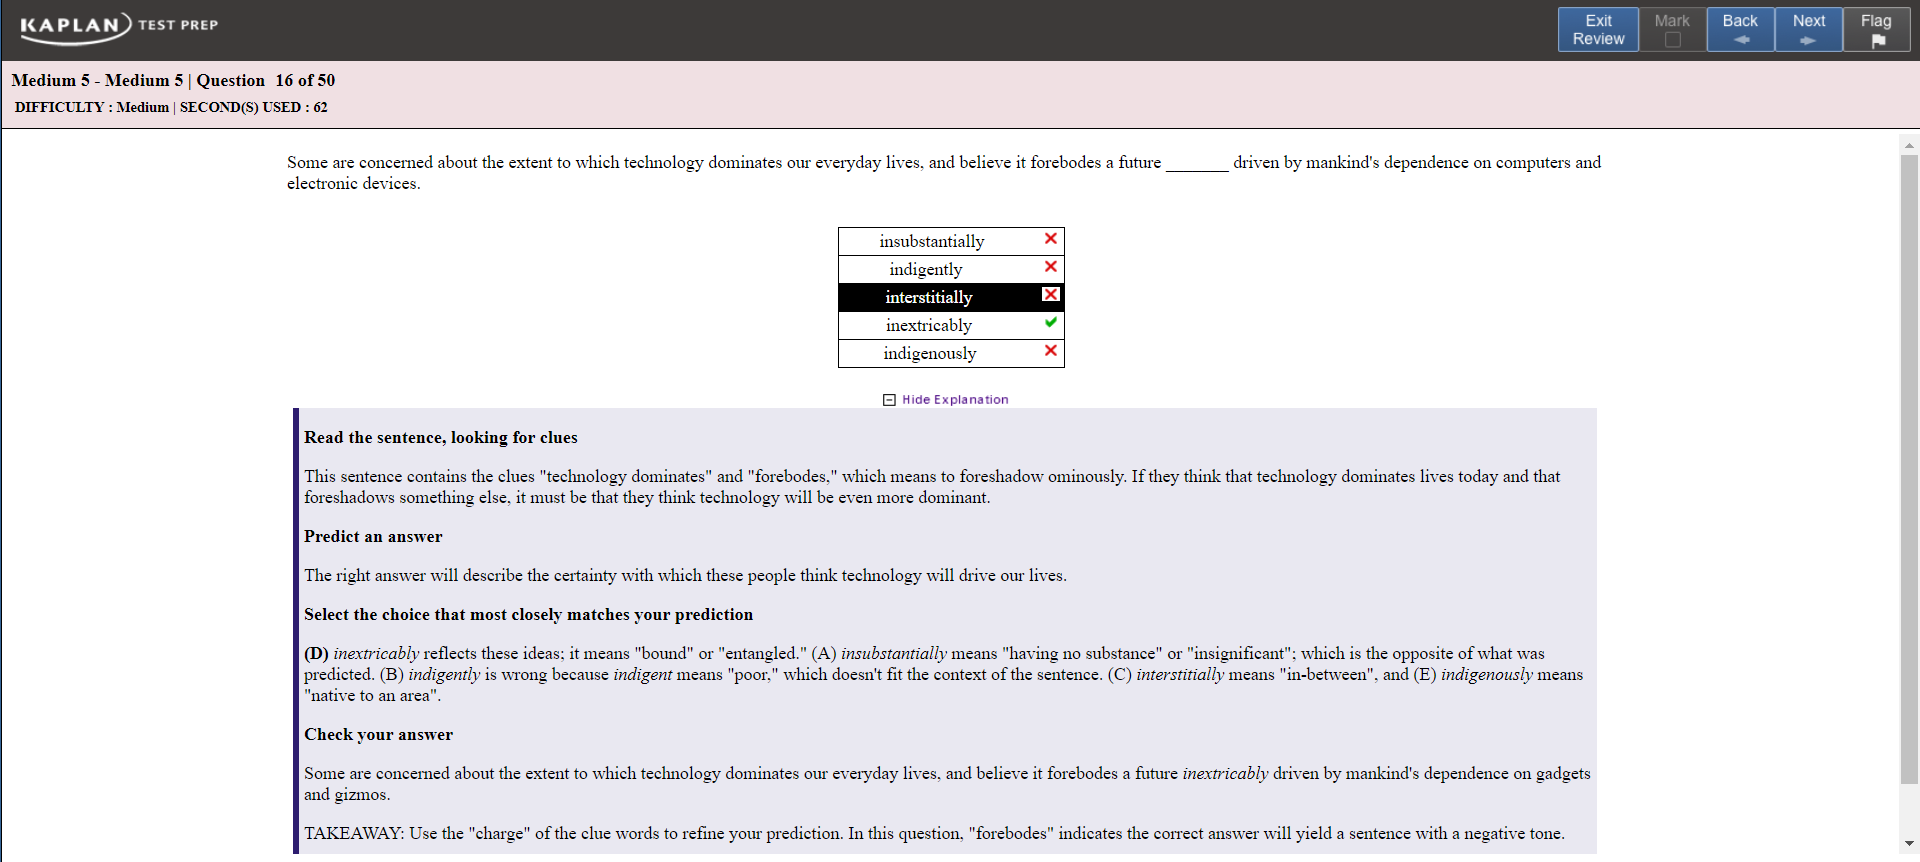 KAPLAN TEST PREP
Exit Review
Mark
Back
Next
Flag
Medium 5 - Medium 5 | Question 16 of 50
DIFFICULTY : Medium | SECOND(S) USED : 62
Some are concerned about the extent to which technology dominates our everyday lives, and believe it forebodes a future _______ driven by mankind's dependence on computers and
electronic devices.
insubstantially
indigently
interstitially
inextricably
indigenously
Hide Explanation
Read the sentence, looking for clues
This sentence contains the clues "technology dominates" and "forebodes," which means to foreshadow ominously. If they think that technology dominates lives today and that
foreshadows something else, it must be that they think technology will be even more dominant.
Predict an answer
The right answer will describe the certainty with which these people think technology will drive our lives.
Select the choice that most closely matches your prediction
(D) inextricably reflects these ideas; it means "bound" or "entangled." (A) insubstantially means "having no substance" or "insignificant"; which is the opposite of what was
predicted. (B) indigently is wrong because indigent means "poor," which doesn't fit the context of the sentence. (C) interstitially means "in-between", and (E) indigenously means
"native to an area".
Check your answer
Some are concerned about the extent to which technology dominates our everyday lives, and believe it forebodes a future inextricably driven by mankind's dependence on gadgets
and gizmos.
TAKEAWAY: Use the "charge" of the clue words to refine your prediction. In this question, "forebodes" indicates the correct answer will yield a sentence with a negative tone.